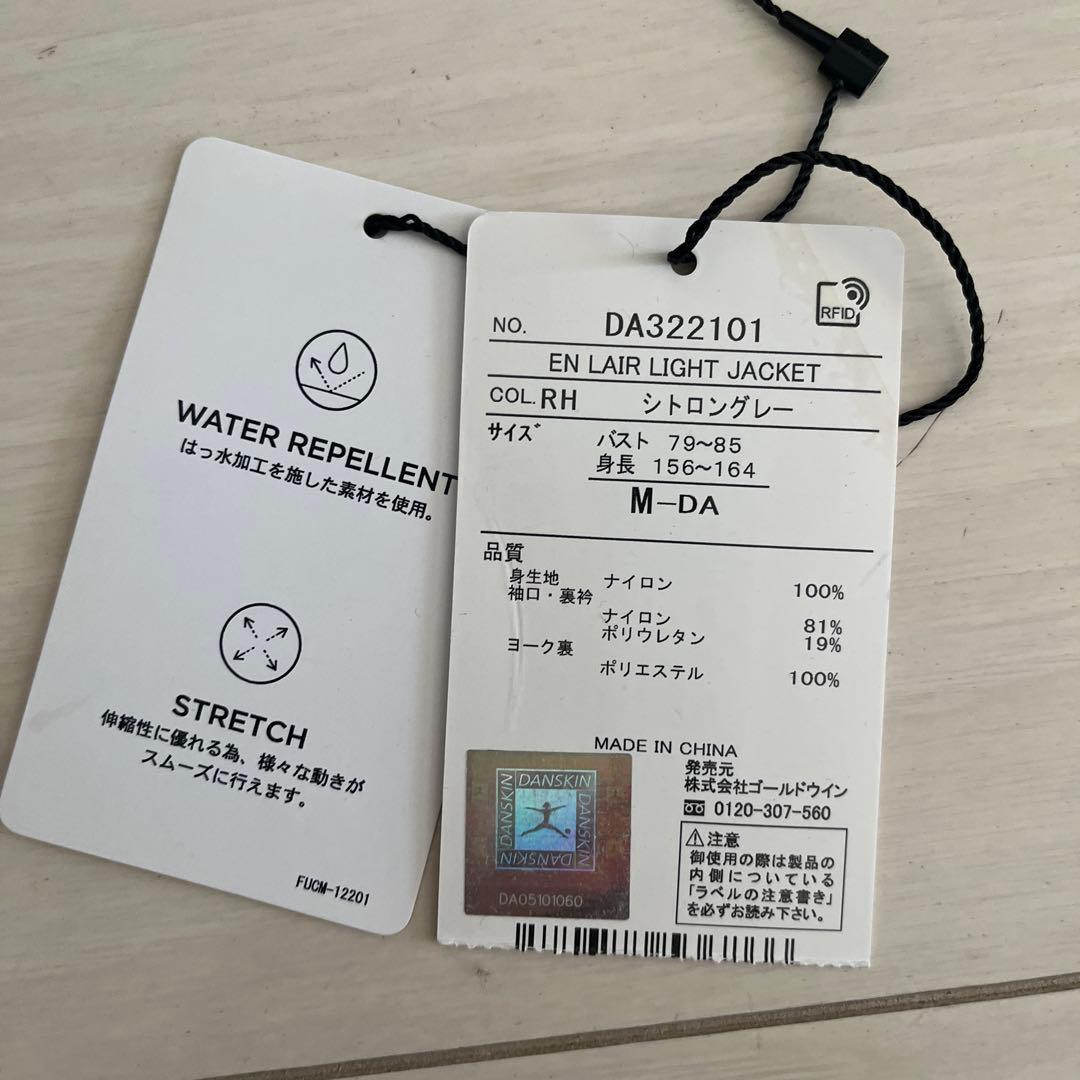 WATER REPELLENT
はっ水加工を施した素材を使用。
STRETCH
伸縮性に優れる為、様々な動きが
スムーズに行えます。
FUCM-12201
RFID
NO. DA322101
EN LAIR LIGHT JACKET
COL. RH シトロングレー
サイズ バスト 79~85
身長 156~164
M-DA
品質
身生地 ナイロン 100%
袖口・裏衿
ナイロン 81%
ポリウレタン 19%
ヨーク裏
ポリエステル 100%
MADE IN CHINA
発売元
株式会社ゴールドウイン
0120-307-560
⚠注意
御使用の際は製品の
内側についている
「ラベルの注意書き」
を必ずお読み下さい。
DANSKIN
DANSKIN
DANSKIN
DANSKIN
DA05101060